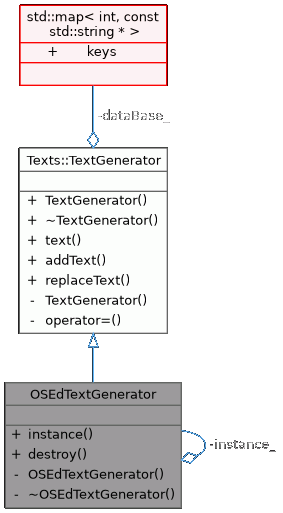 std::map< int, const
std::string * >
+ keys
-dataBase_
Texts::TextGenerator
+ TextGenerator()
+ ~TextGenerator()
+ text()
+ addText()
+ replaceText()
- TextGenerator()
- operator=()
OSEdTextGenerator
+ instance()
+ destroy()
- OSEdTextGenerator()
- ~OSEdTextGenerator()
-instance_